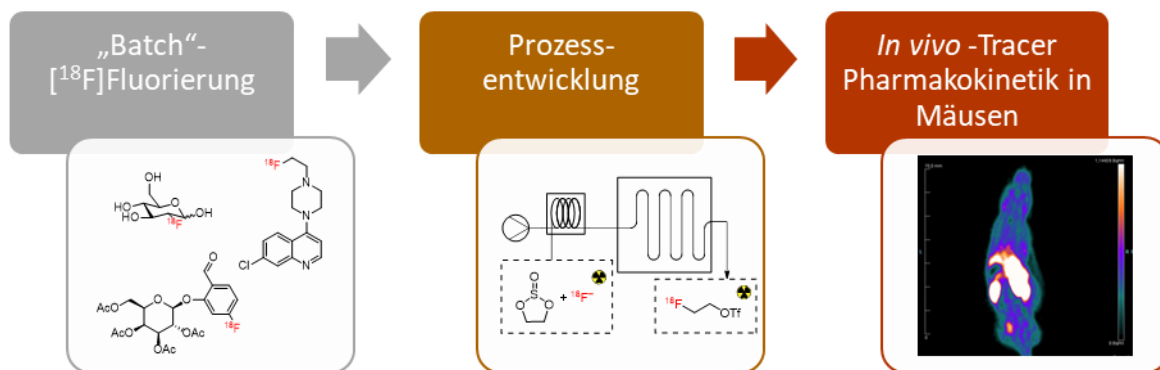 „Batch“-
[¹⁸F]Fluorierung
Prozess-
entwicklung
In vivo -Tracer
Pharmakokinetik in
Mäusen
OH
HO
HO
O
¹⁸F
OH
¹⁸F
N
N
Cl
N
O
AcO
O
O
AcO
OAc
OAc
¹⁸F
O
S
O
O
+ ¹⁸F⁻
¹⁸F
OTf